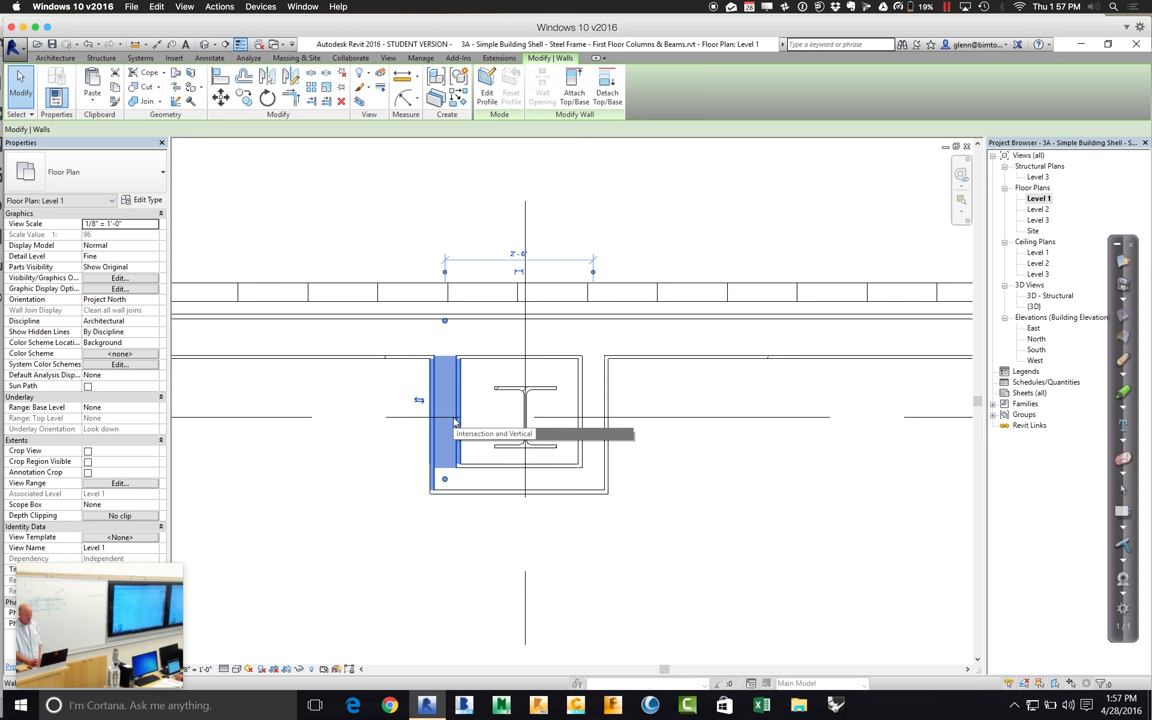 Windows 10 v2016 File Edit View Actions Devices Window Help 28 19% Thu 1:57 PM
Windows 10 v2016
Autodesk Revit 2016 - STUDENT VERSION - 3A - Simple Building Shell - Steel Frame - First Floor Columns & Beams.rvt - Floor Plan: Level 1 Type a keyword or phrase glenn@bimto...
Architecture Structure Systems Insert Annotate Analyze Massing & Site Collaborate View Manage Add-Ins Extensions Modify | Walls
Cope Cut Join
Modify Paste Edit Profile Reset Profile Wall Opening Attach Top/Base Detach Top/Base
Select Properties Clipboard Geometry Modify View Measure Create Mode Modify Wall
Modify | Walls
Properties
Floor Plan
Floor Plan: Level 1 Edit Type
Graphics
View Scale 1/8" = 1'-0"
Scale Value 1: 96
Display Model Normal
Detail Level Fine
Parts Visibility Show Original
Visibility/Graphics O... Edit...
Graphic Display Opti... Edit...
Orientation Project North
Wall Join Display Clean all wall joins
Discipline Architectural
Show Hidden Lines By Discipline
Color Scheme Locati... Background
Color Scheme <none>
System Color Schemes Edit...
Default Analysis Disp... None
Sun Path
Underlay
Range: Base Level None
Range: Top Level None
Underlay Orientation Look down
Extents
Crop View
Crop Region Visible
Annotation Crop
View Range Edit...
Associated Level Level 1
Scope Box None
Depth Clipping No clip
Identity Data
View Template <None>
View Name Level 1
Dependency Independent
2' - 0"
Intersection and Vertical
Project Browser - 3A - Simple Building Shell - S...
Views (all)
Structural Plans
Level 3
Floor Plans
Level 1
Level 2
Level 3
Site
Ceiling Plans
Level 1
Level 2
Level 3
3D Views
3D - Structural
(3D)
Elevations (Building Elevation)
East
North
South
West
Legends
Schedules/Quantities
Sheets (all)
Families
Groups
Revit Links
1/1
" = 1'-0"
:0 Main Model :0
I'm Cortana. Ask me anything.
1:57 PM
4/28/2016